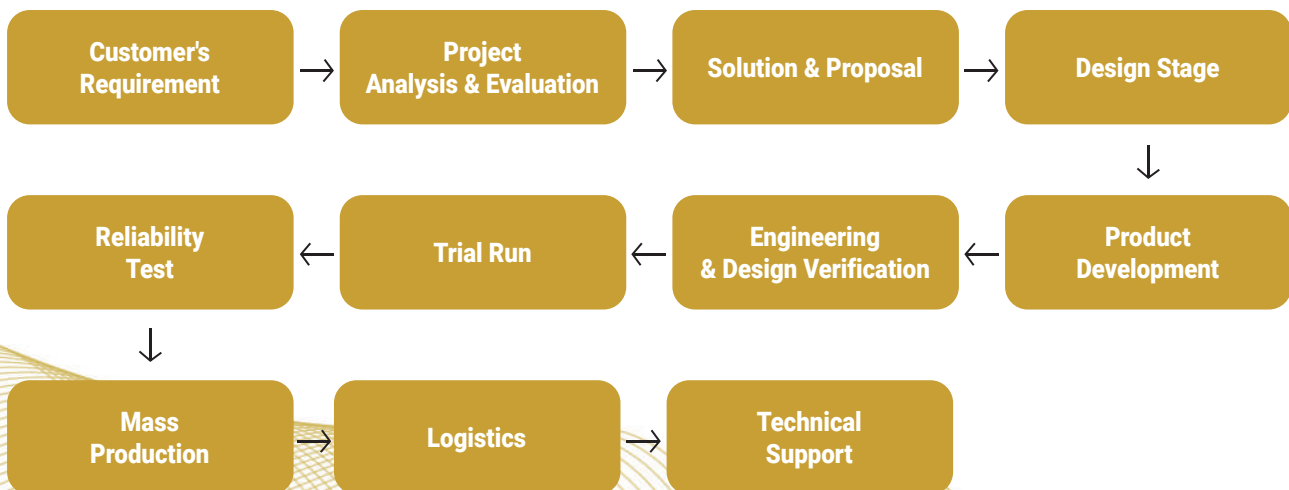 Customer's
Requirement
Project
Analysis & Evaluation
Solution & Proposal
Design Stage
Product
Development
Engineering
& Design Verification
Trial Run
Reliability
Test
Mass
Production
Logistics
Technical
Support